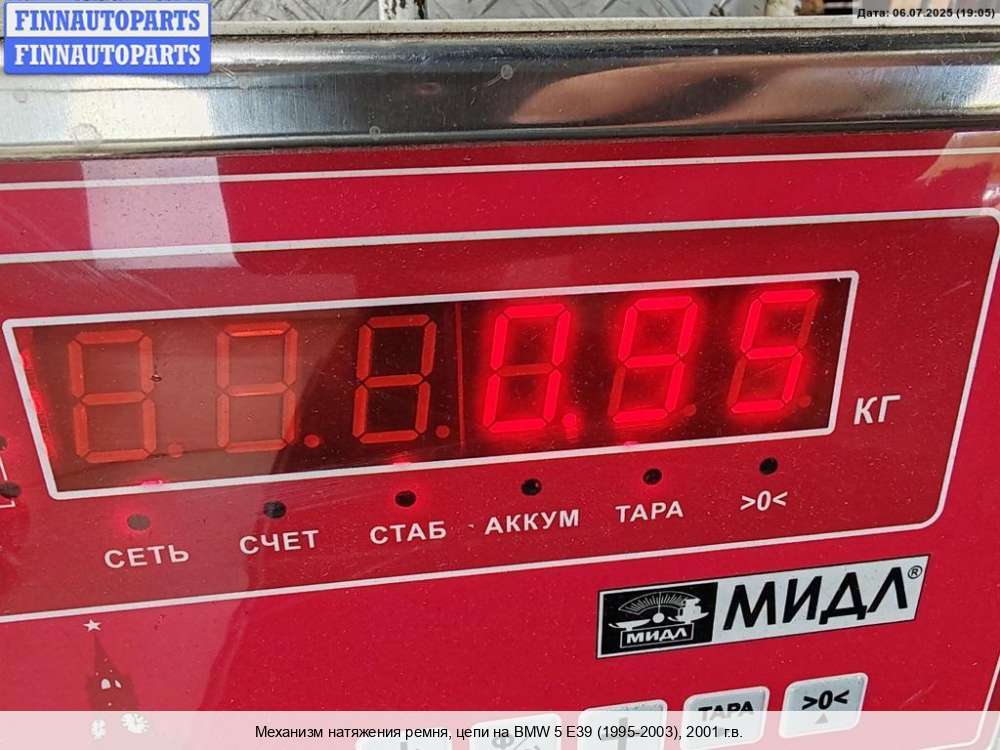 FINNAUTOPARTS
FINNAUTOPARTS
Дата: 06.07.2025 (19:05)
0.95
КГ
СЕТЬ СЧЕТ СТАБ АККУМ ТАРА >0<
МИДЛ МИДЛ®
ТАРА >0<
Механизм натяжения ремня, цепи на BMW 5 E39 (1995-2003), 2001 г.в.